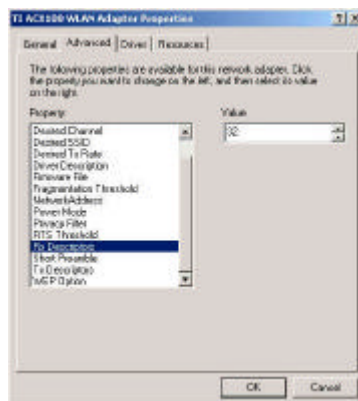 TI ACX100 WLAN Adaptor Properties
General Advanced Driver Resources
The following properties are available for this network adapter. Click
the property you want to change on the left, and then select its value
on the right.
Property: Value:
Desired Channel 32
Desired SSID
Desired Tx Rate
Driver Description
Firmware File
Fragmentation Threshold
NetworkAddress
Power Mode
Privacy Filter
RTS Threshold
Rx Descriptors
Short Preamble
Tx Descriptors
WEP Option
OK Cancel